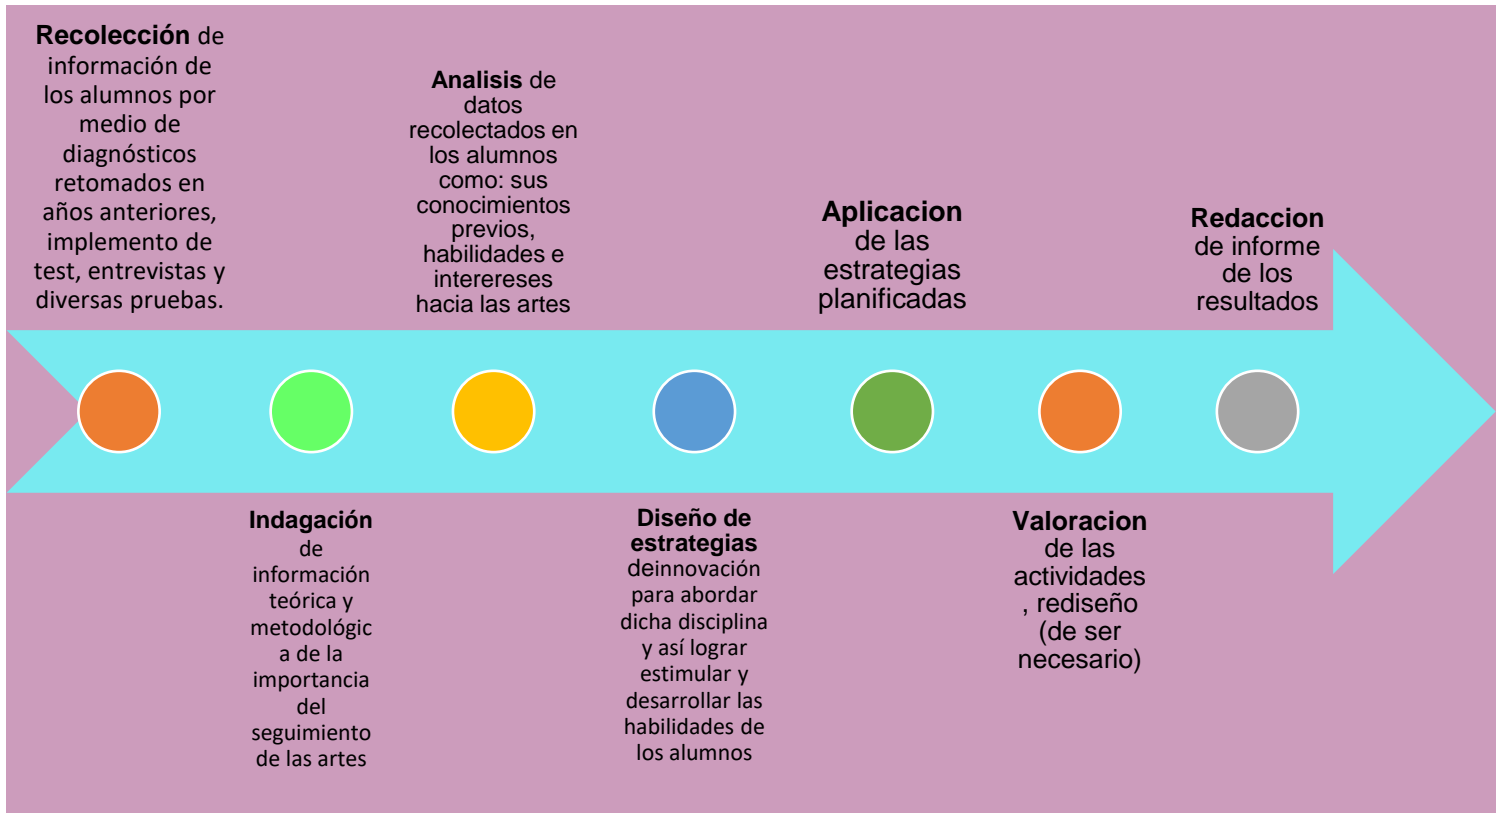 Recolección de
información de
los alumnos por
medio de
diagnósticos
retomados en
años anteriores,
implemento de
test, entrevistas y
diversas pruebas.
Indagación
de
información
teórica y
metodológic
a de la
importancia
del
seguimiento
de las artes
Analisis de
datos
recolectados en
los alumnos
como: sus
conocimientos
previos,
habilidades e
interereses
hacia las artes
Diseño de
estrategias
deinnovación
para abordar
dicha disciplina
y así lograr
estimular y
desarrollar las
habilidades de
los alumnos
Aplicacion
de las
estrategias
planificadas
Valoracion
de las
actividades
, rediseño
(de ser
necesario)
Redaccion
de informe
de los
resultados